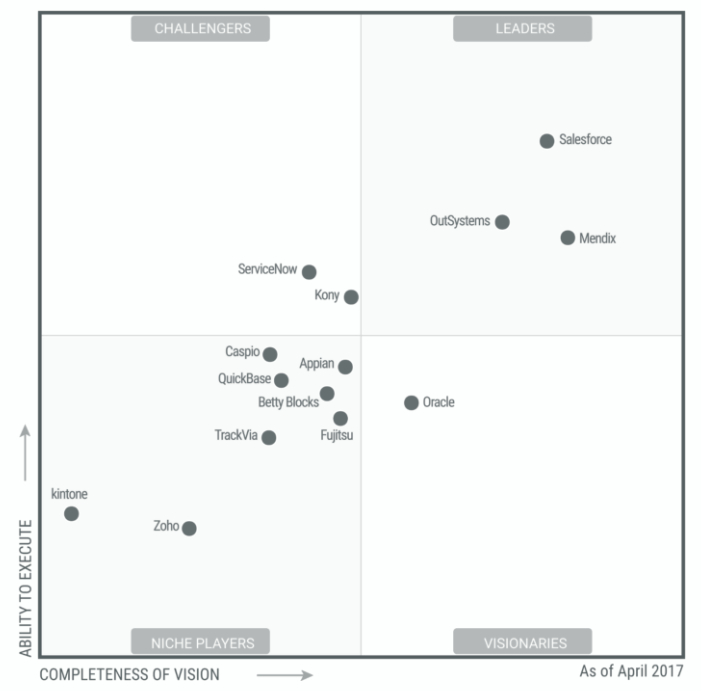 CHALLENGERS
LEADERS
Salesforce
OutSystems
Mendix
ServiceNow
Kony
Caspio
Appian
QuickBase
Betty Blocks
Oracle
TrackVia
Fujitsu
kintone
Zoho
ABILITY TO EXECUTE
NICHE PLAYERS
VISIONARIES
COMPLETENESS OF VISION
As of April 2017